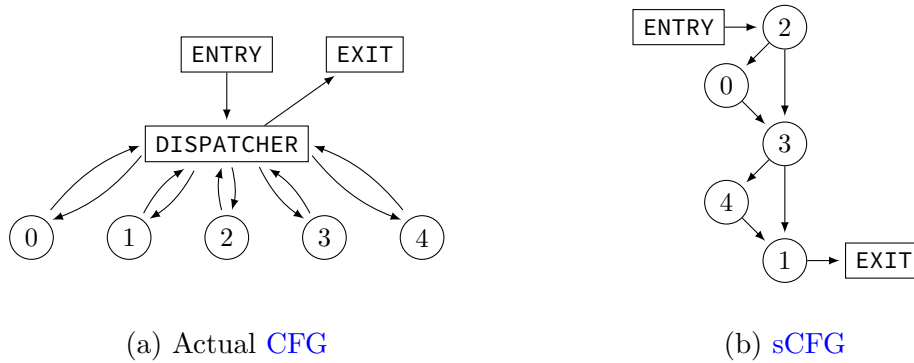 ENTRY
EXIT
DISPATCHER
0
1
2
3
4
(a) Actual CFG
ENTRY
2
0
3
4
1
EXIT
(b) sCFG